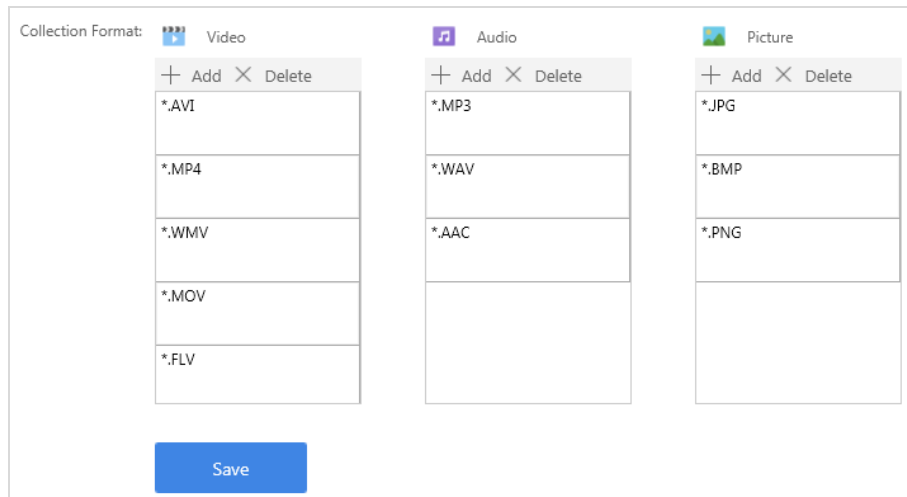 Collection Format: Video Audio Picture
Add Delete Add Delete Add Delete
*.AVI *.MP3 *.JPG
*.MP4 *.WAV *.BMP
*.WMV *.AAC *.PNG
*.MOV
*.FLV
Save